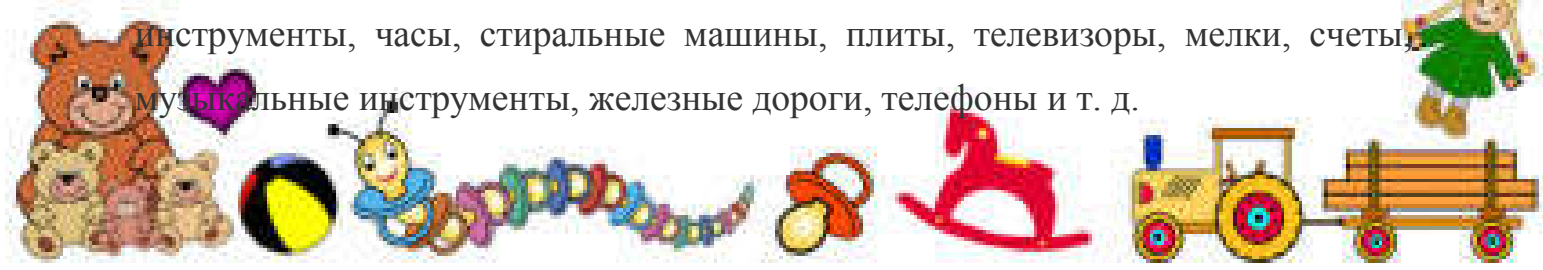 инструменты, часы, стиральные машины, плиты, телевизоры, мелки, счеты,
музыкальные инструменты, железные дороги, телефоны и т. д.